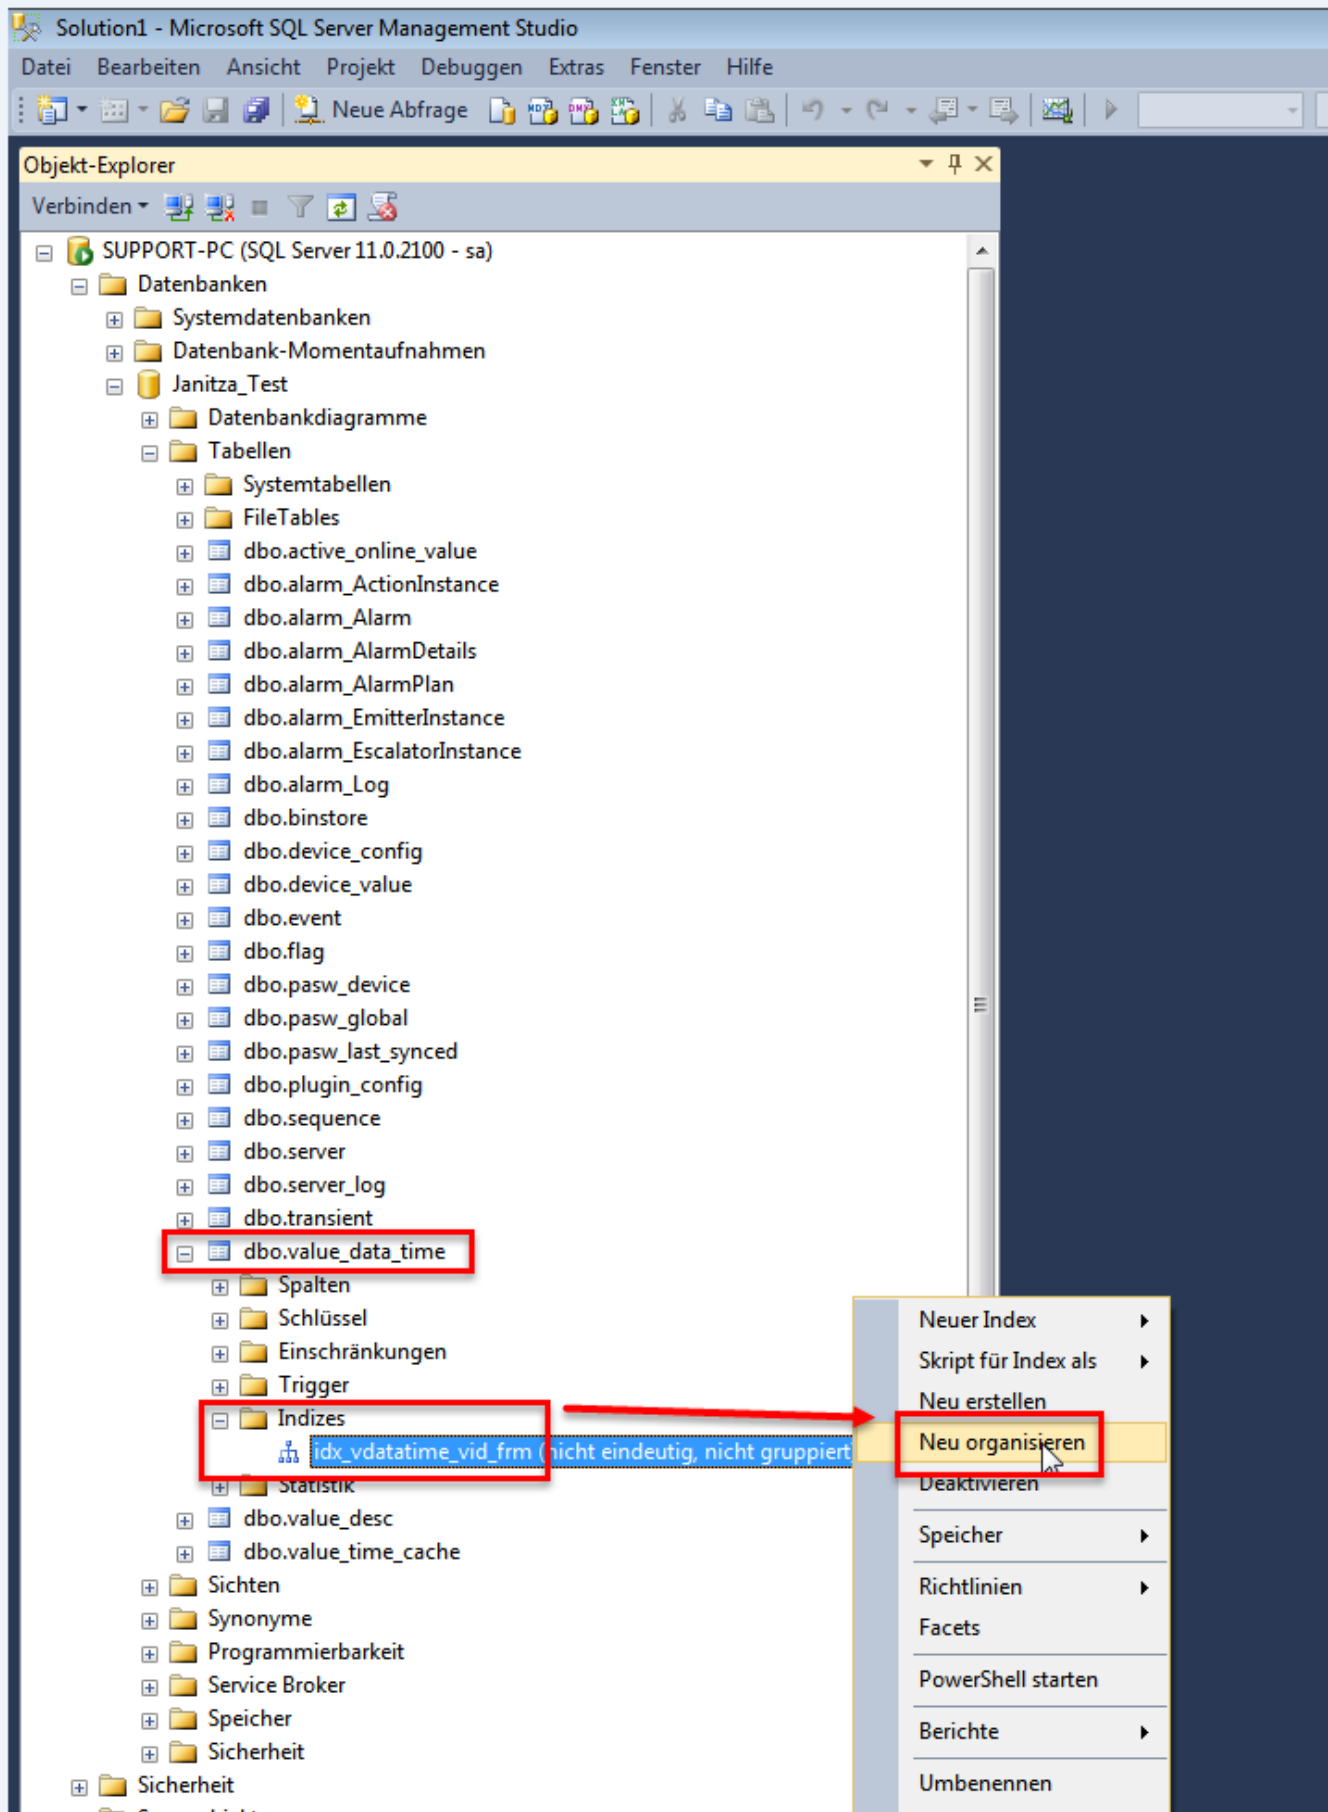 Solution1 - Microsoft SQL Server Management Studio
Datei Bearbeiten Ansicht Projekt Debuggen Extras Fenster Hilfe
Neue Abfrage
Objekt-Explorer
Verbinden
SUPPORT-PC (SQL Server 11.0.2100 - sa)
Datenbanken
Systemdatenbanken
Datenbank-Momentaufnahmen
Janitza_Test
Datenbankdiagramme
Tabellen
Systemtabellen
FileTables
dbo.active_online_value
dbo.alarm_ActionInstance
dbo.alarm_Alarm
dbo.alarm_AlarmDetails
dbo.alarm_AlarmPlan
dbo.alarm_EmitterInstance
dbo.alarm_EscalatorInstance
dbo.alarm_Log
dbo.binstore
dbo.device_config
dbo.device_value
dbo.event
dbo.flag
dbo.pasw_device
dbo.pasw_global
dbo.pasw_last_synced
dbo.plugin_config
dbo.sequence
dbo.server
dbo.server_log
dbo.transient
dbo.value_data_time
Spalten
Schlüssel
Einschränkungen
Trigger
Indizes
idx_vdatatime_vid_frm (nicht eindeutig, nicht gruppiert)
Statistik
dbo.value_desc
dbo.value_time_cache
Sichten
Synonyme
Programmierbarkeit
Service Broker
Speicher
Sicherheit
Sicherheit
Neuer Index
Skript für Index als
Neu erstellen
Neu organisieren
Deaktivieren
Speicher
Richtlinien
Facets
PowerShell starten
Berichte
Umbenennen